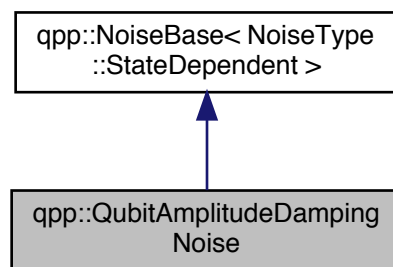 qpp::NoiseBase< NoiseType
::StateDependent >
qpp::QubitAmplitudeDamping
Noise